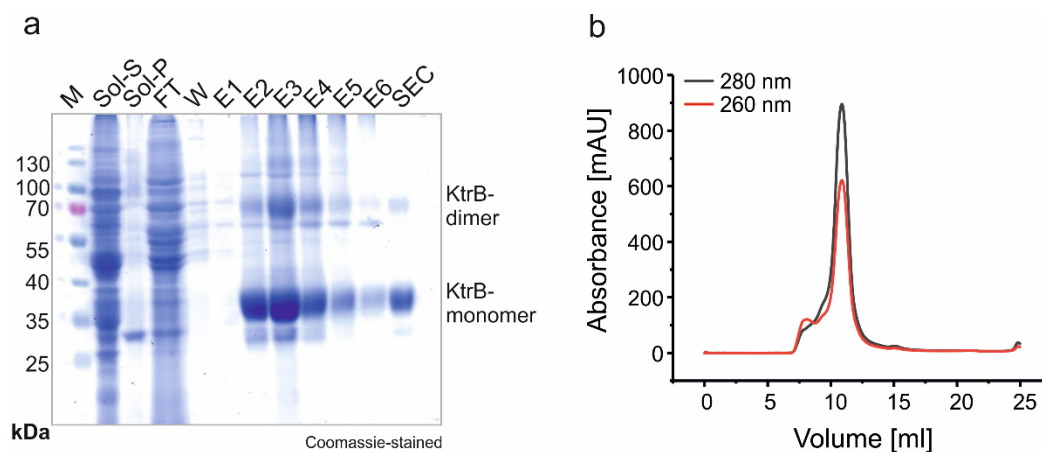 a
M Sol-S Sol-P FT W E1 E2 E3 E4 E5 E6 SEC
130
100
70
55
40
35
25
kDa
KtrB-
dimer
KtrB-
monomer
Coomassie-stained
b
280 nm
260 nm
Absorbance [mAU]
1000
800
600
400
200
0
0 5 10 15 20 25
Volume [ml]